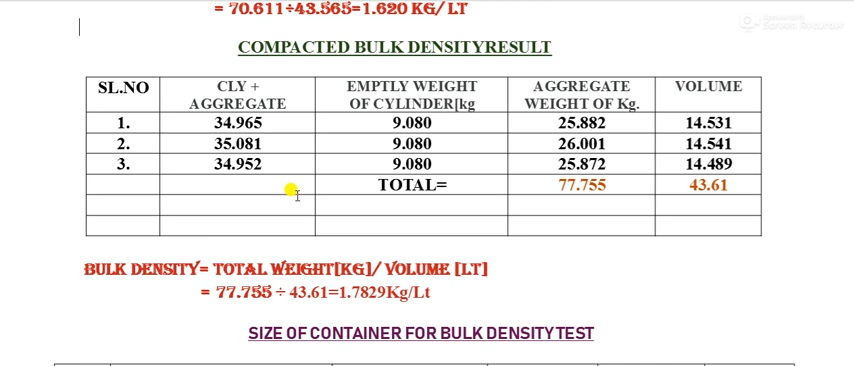 = 70.611÷43.565=1.620 KG/LT
COMPACTED BULK DENSITYRESULT
SL.NO CLY + AGGREGATE EMPTLY WEIGHT OF CYLINDER[kg AGGREGATE WEIGHT OF Kg. VOLUME
1. 34.965 9.080 25.882 14.531
2. 35.081 9.080 26.001 14.541
3. 34.952 9.080 25.872 14.489
TOTAL= 77.755 43.61
BULK DENSITY= TOTAL WEIGHT[KG]/ VOLUME [LT]
= 77.755 ÷ 43.61=1.7829Kg/Lt
SIZE OF CONTAINER FOR BULK DENSITYTEST